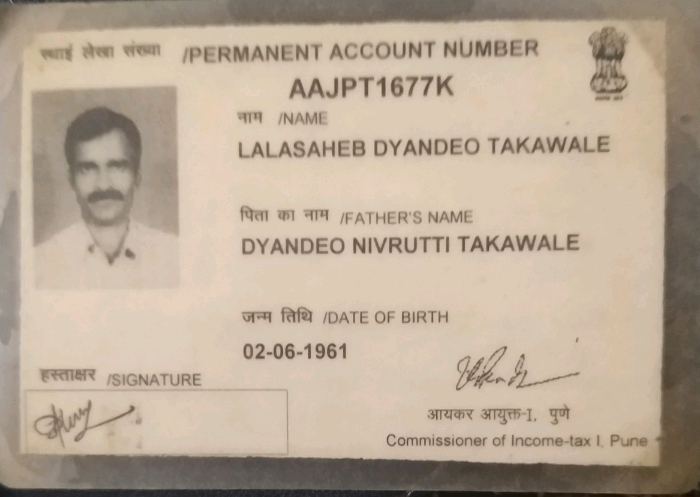 स्थाई लेखा संख्या /PERMANENT ACCOUNT NUMBER
AAJPT1677K
नाम /NAME
LALASAHEB DYANDEO TAKAWALE
पिता का नाम /FATHER'S NAME
DYANDEO NIVRUTTI TAKAWALE
जन्म तिथि /DATE OF BIRTH
02-06-1961
हस्ताक्षर /SIGNATURE
आयकर आयुक्त-I, पुणे
Commissioner of Income-tax I, Pune